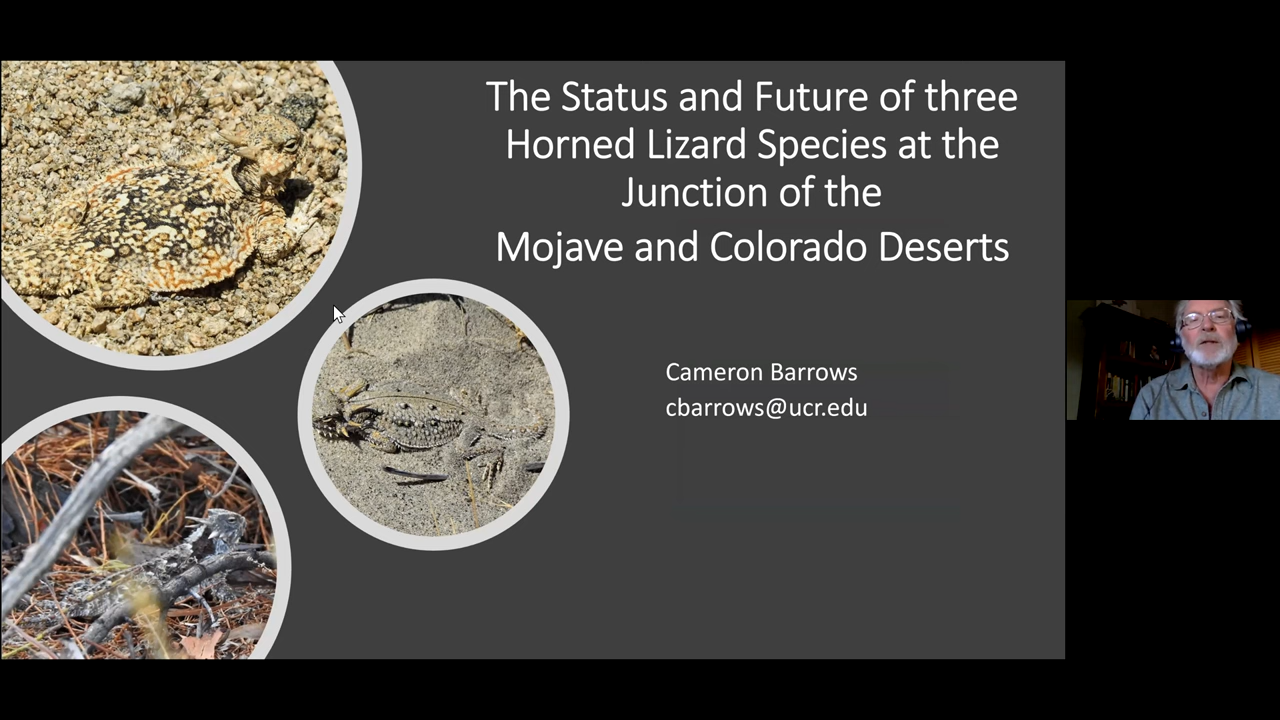 The Status and Future of three
Horned Lizard Species at the
Junction of the
Mojave and Colorado Deserts
Cameron Barrows
cbarrows@ucr.edu